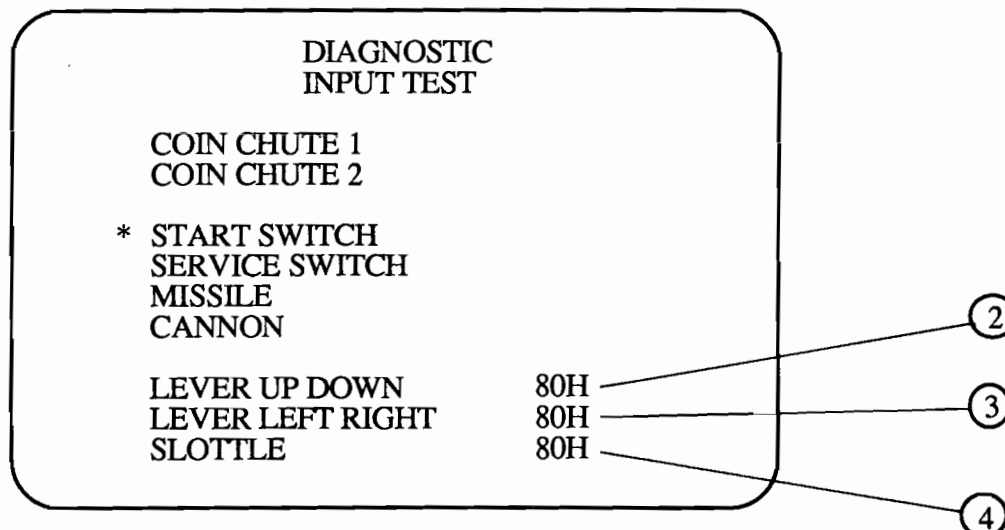 DIAGNOSTIC
INPUT TEST
COIN CHUTE 1
COIN CHUTE 2
* START SWITCH
SERVICE SWITCH
MISSILE
CANNON
LEVER UP DOWN 80H 2
LEVER LEFT RIGHT 80H 3
SLOTTLE 80H 4